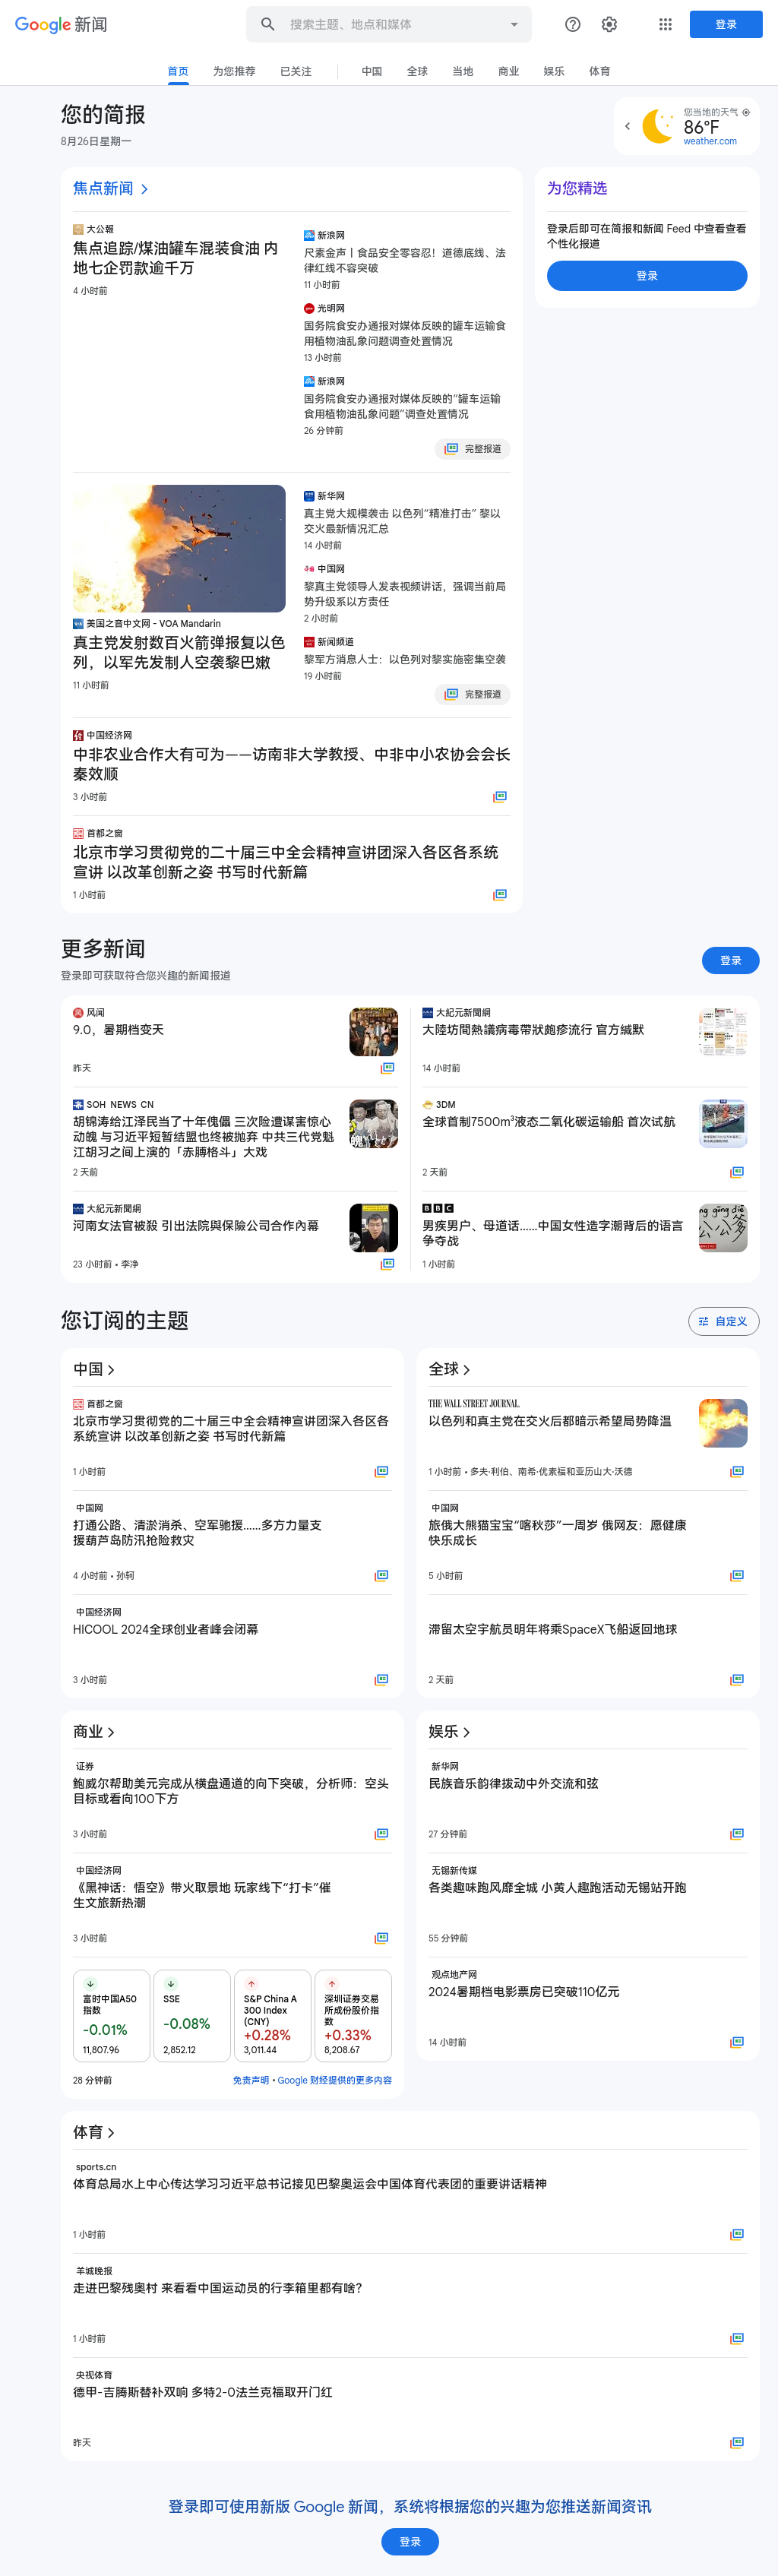 Google 新闻
搜索主题、地点和媒体
登录
首页
为您推荐
已关注
中国
全球
当地
商业
娱乐
体育
您的简报
8月26日星期一
您当地的天气
86°F
weather.com
焦点新闻
大公報
焦点追踪/煤油罐车混装食油 内
地七企罚款逾千万
4 小时前
新浪网
尺素金声丨食品安全零容忍！道德底线、法
律红线不容突破
11 小时前
光明网
国务院食安办通报对媒体反映的罐车运输食
用植物油乱象问题调查处置情况
13 小时前
新浪网
国务院食安办通报对媒体反映的“罐车运输
食用植物油乱象问题”调查处置情况
26 分钟前
完整报道
美国之音中文网 - VOA Mandarin
真主党发射数百火箭弹报复以色
列，以军先发制人空袭黎巴嫩
11 小时前
新华网
真主党大规模袭击 以色列“精准打击” 黎以
交火最新情况汇总
14 小时前
中国网
黎真主党领导人发表视频讲话，强调当前局
势升级系以方责任
2 小时前
新闻频道
黎军方消息人士：以色列对黎实施密集空袭
19 小时前
完整报道
中国经济网
中非农业合作大有可为——访南非大学教授、中非中小农协会会长
秦效顺
3 小时前
首都之窗
北京市学习贯彻党的二十届三中全会精神宣讲团深入各区各系统
宣讲 以改革创新之姿 书写时代新篇
1 小时前
为您精选
登录后即可在简报和新闻 Feed 中查看查看
个性化报道
登录
更多新闻
登录即可获取符合您兴趣的新闻报道
登录
风闻
9.0，暑期档变天
昨天
大紀元新聞網
大陸坊間熱議病毒帶狀皰疹流行 官方緘默
14 小时前
SOH_NEWS_CN
胡锦涛给江泽民当了十年傀儡 三次险遭谋害惊心
动魄 与习近平短暂结盟也终被抛弃 中共三代党魁
江胡习之间上演的「赤膊格斗」大戏
2 天前
3DM
全球首制7500m³液态二氧化碳运输船 首次试航
2 天前
大紀元新聞網
河南女法官被殺 引出法院與保險公司合作內幕
23 小时前 • 李净
BBC
男疾男户、母道话……中国女性造字潮背后的语言
争夺战
1 小时前
您订阅的主题
自定义
中国
首都之窗
北京市学习贯彻党的二十届三中全会精神宣讲团深入各区各
系统宣讲 以改革创新之姿 书写时代新篇
1 小时前
中国网
打通公路、清淤消杀、空军驰援……多方力量支
援葫芦岛防汛抢险救灾
4 小时前 • 孙轲
中国经济网
HICOOL 2024全球创业者峰会闭幕
3 小时前
全球
THE WALL STREET JOURNAL.
以色列和真主党在交火后都暗示希望局势降温
1 小时前 • 多夫·利伯、南希·优素福和亚历山大·沃德
中国网
旅俄大熊猫宝宝“喀秋莎”一周岁 俄网友：愿健康
快乐成长
5 小时前
滞留太空宇航员明年将乘SpaceX飞船返回地球
2 天前
商业
证券
鲍威尔帮助美元完成从横盘通道的向下突破，分析师：空头
目标或看向100下方
3 小时前
中国经济网
《黑神话：悟空》带火取景地 玩家线下“打卡”催
生文旅新热潮
3 小时前
富时中国A50
指数
-0.01%
11,807.96
SSE
-0.08%
2,852.12
S&P China A
300 Index
(CNY)
+0.28%
3,011.44
深圳证券交易
所成份股价指
数
+0.33%
8,208.67
28 分钟前
免责声明 • Google 财经提供的更多内容
娱乐
新华网
民族音乐韵律拨动中外交流和弦
27 分钟前
无锡新传媒
各类趣味跑风靡全城 小黄人趣跑活动无锡站开跑
55 分钟前
观点地产网
2024暑期档电影票房已突破110亿元
14 小时前
体育
sports.cn
体育总局水上中心传达学习习近平总书记接见巴黎奥运会中国体育代表团的重要讲话精神
1 小时前
羊城晚报
走进巴黎残奥村 来看看中国运动员的行李箱里都有啥?
1 小时前
央视体育
德甲-吉腾斯替补双响 多特2-0法兰克福取开门红
昨天
登录即可使用新版 Google 新闻，系统将根据您的兴趣为您推送新闻资讯
登录